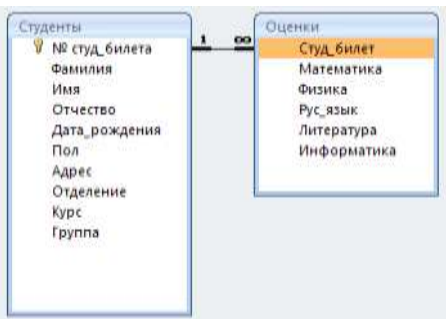 Студенты
№ студ_билета
Фамилия
Имя
Отчество
Дата_рождения
Пол
Адрес
Отделение
Курс
Группа
1 ∞
Оценки
Студ_билет
Математика
Физика
Рус_язык
Литература
Информатика